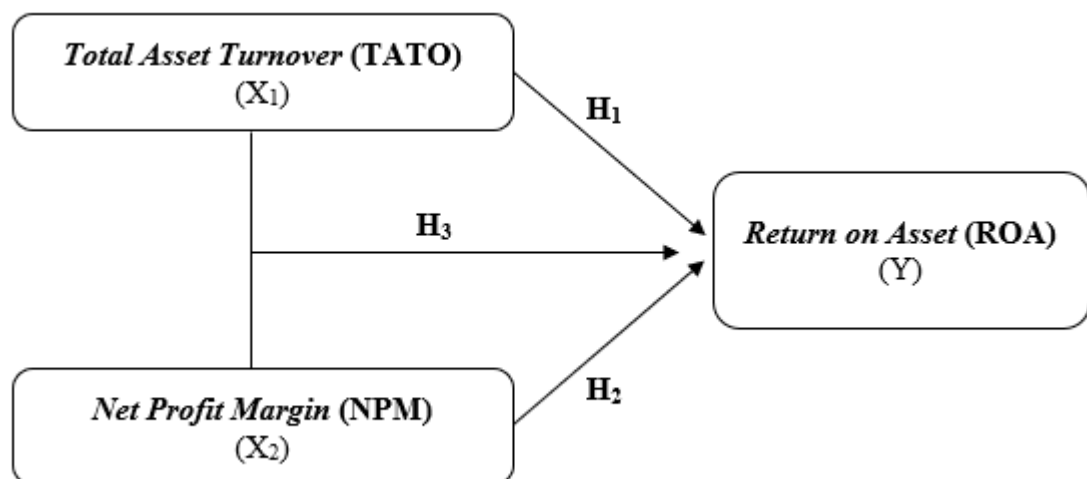 Total Asset Turnover (TATO)
(X₁)
H₁
H₃
Return on Asset (ROA)
(Y)
H₂
Net Profit Margin (NPM)
(X₂)